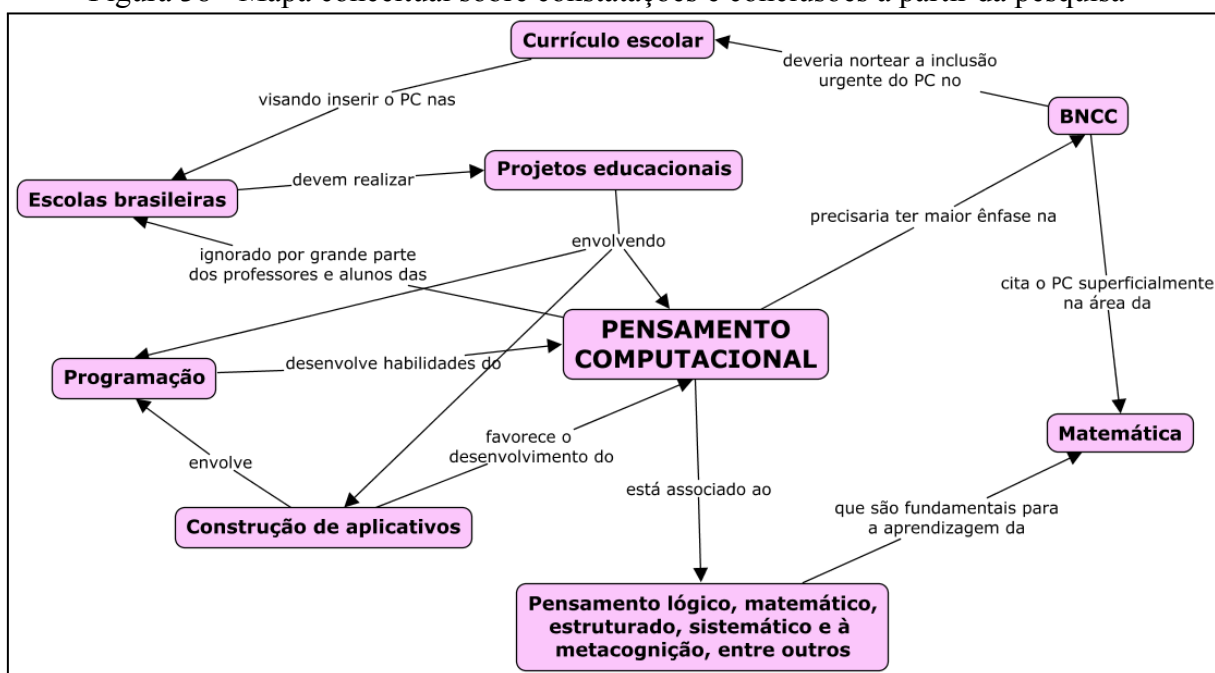 Figura 38 - Mapa conceitual sobre constatações e conclusões a partir da pesquisa
Currículo escolar
deveria nortear a inclusão
urgente do PC no
visando inserir o PC nas
BNCC
Projetos educacionais
devem realizar
Escolas brasileiras
precisaria ter maior ênfase na
envolvendo
ignorado por grande parte
dos professores e alunos das
cita o PC superficialmente
na área da
PENSAMENTO
COMPUTACIONAL
desenvolve habilidades do
Programação
Matemática
favorece o
desenvolvimento do
envolve
está associado ao
que são fundamentais para
a aprendizagem da
Construção de aplicativos
Pensamento lógico, matemático,
estruturado, sistemático e à
metacognição, entre outros